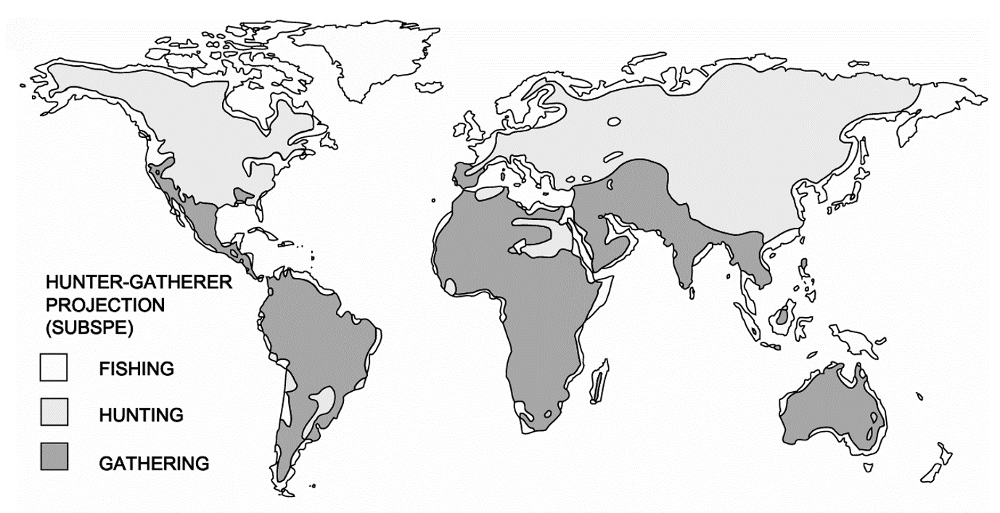 HUNTER-GATHERER
PROJECTION
(SUBSPE)
FISHING
HUNTING
GATHERING